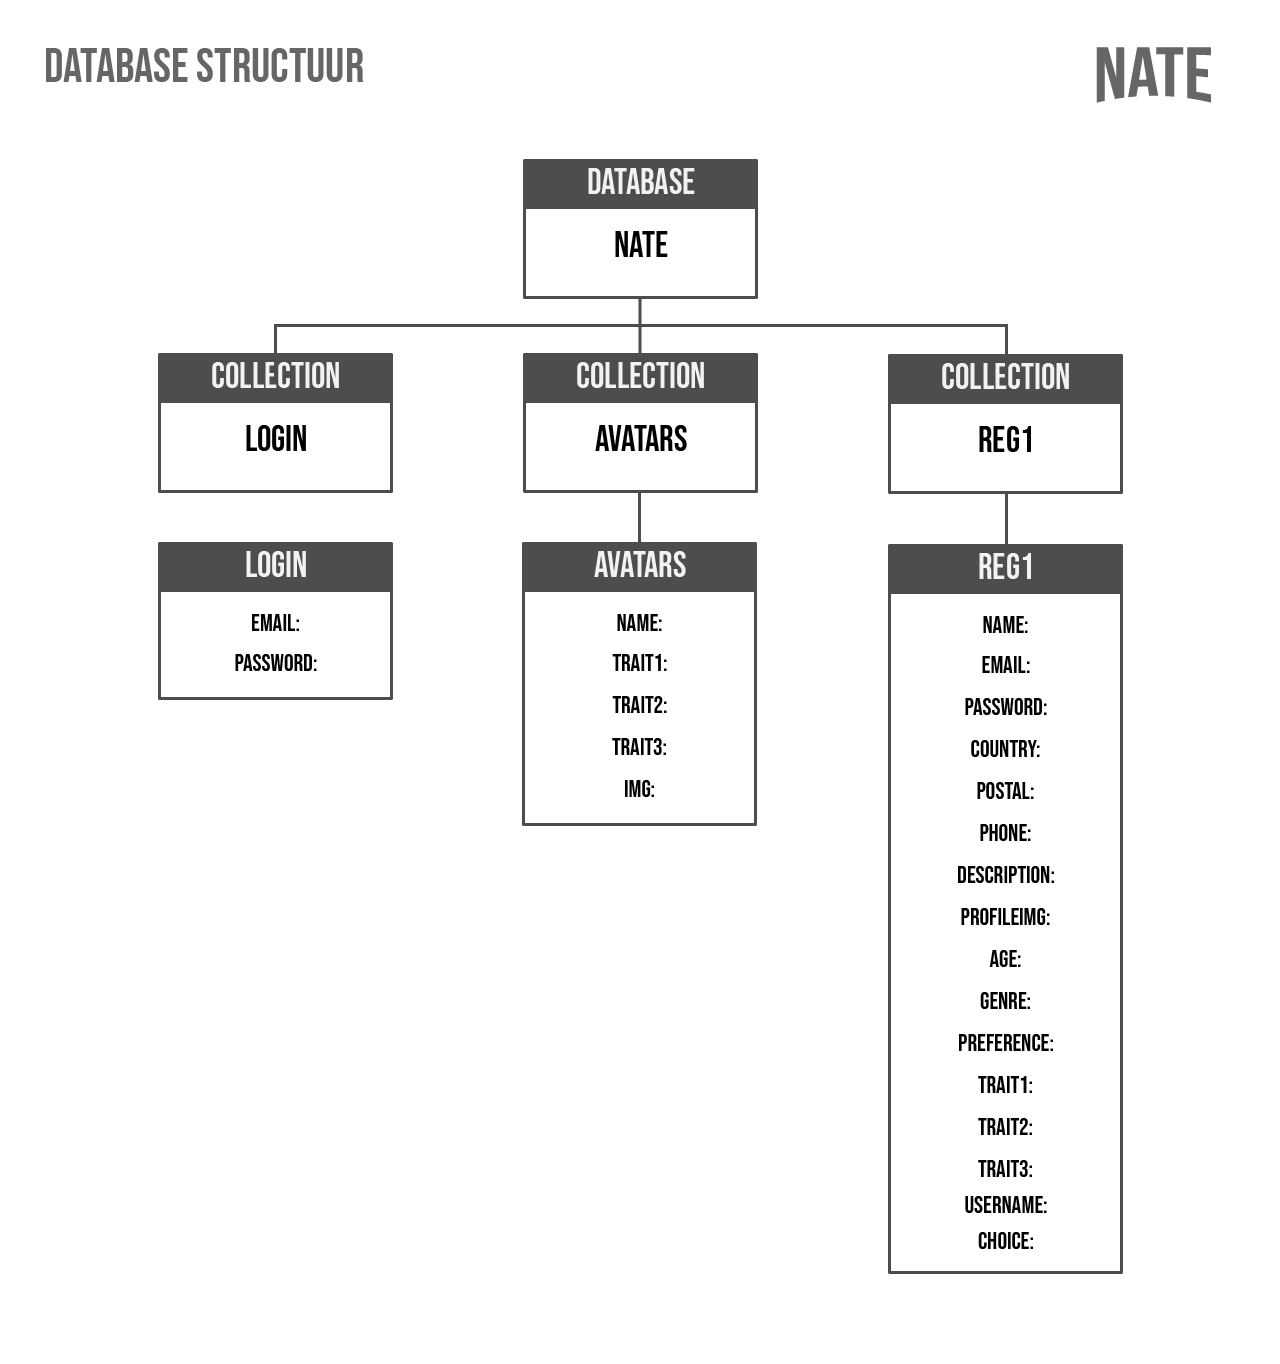 DATABASE STRUCTUUR
NATE
DATABASE
NATE
COLLECTION
LOGIN
COLLECTION
AVATARS
COLLECTION
REG1
LOGIN
EMAIL:
PASSWORD:
AVATARS
NAME:
TRAIT1:
TRAIT2:
TRAIT3:
IMG:
REG1
NAME:
EMAIL:
PASSWORD:
COUNTRY:
POSTAL:
PHONE:
DESCRIPTION:
PROFILEIMG:
AGE:
GENRE:
PREFERENCE:
TRAIT1:
TRAIT2:
TRAIT3:
USERNAME:
CHOICE: